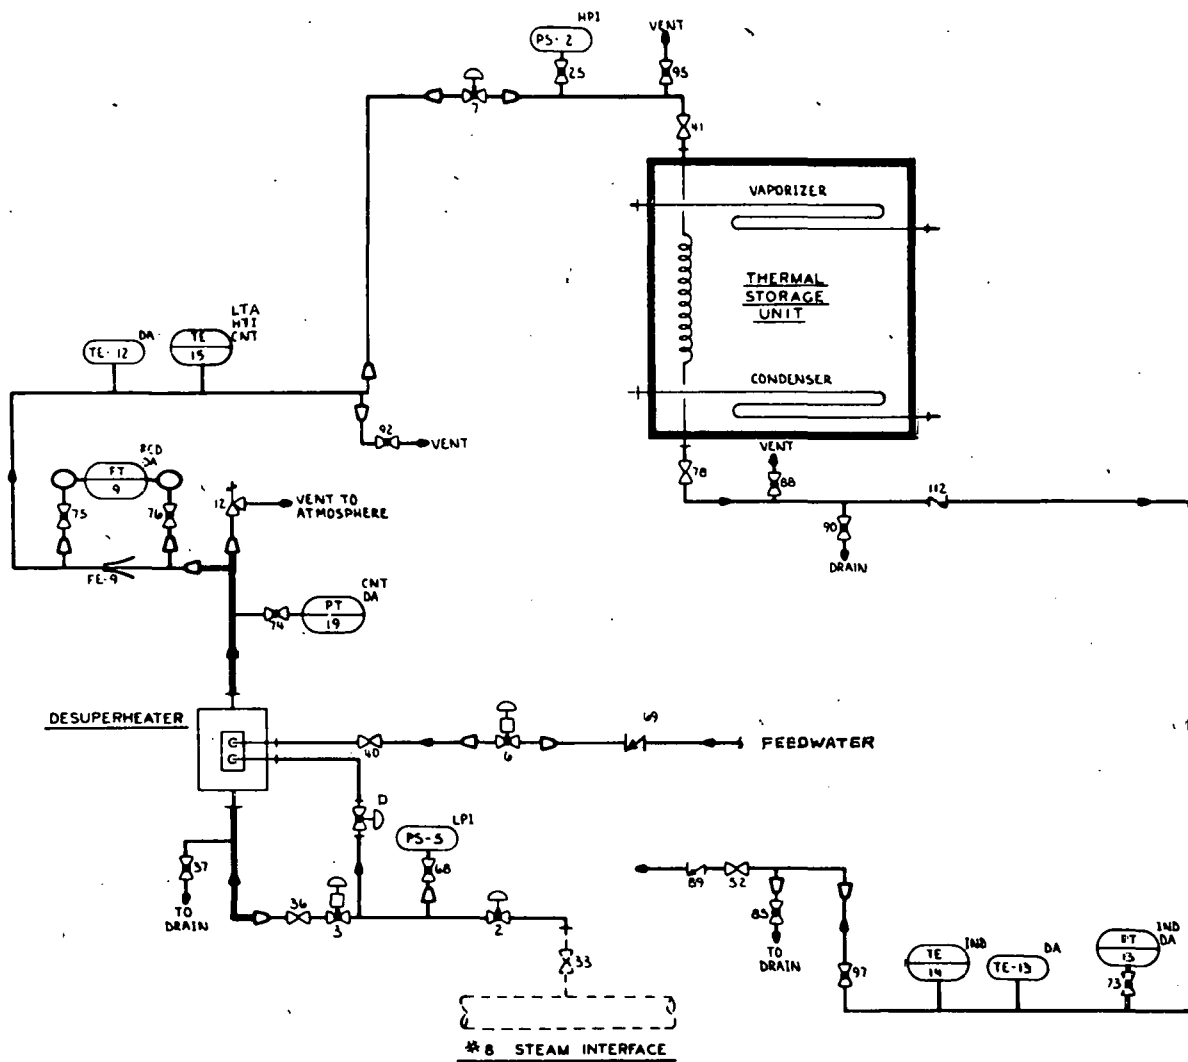 HPI
PS-2
25
VENT
95
7
41
VAPORIZER
THERMAL
STORAGE
UNIT
CONDENSER
LTA
HTI
CNT
DA
TE-12
TE
15
92
VENT
DA
FT
9
75
76
12
VENT TO
ATMOSPHERE
FE-9
VENT
78
88
112
90
DRAIN
CNT
DA
PT
19
74
DESUPERHEATER
69
FEEDWATER
40
6
D
LPI
PS-5
68
37
TO
DRAIN
36
3
2
33
89
52
85
TO
DRAIN
97
IND
TE
14
DA
TE-13
IND
DA
13
73
#8 STEAM INTERFACE